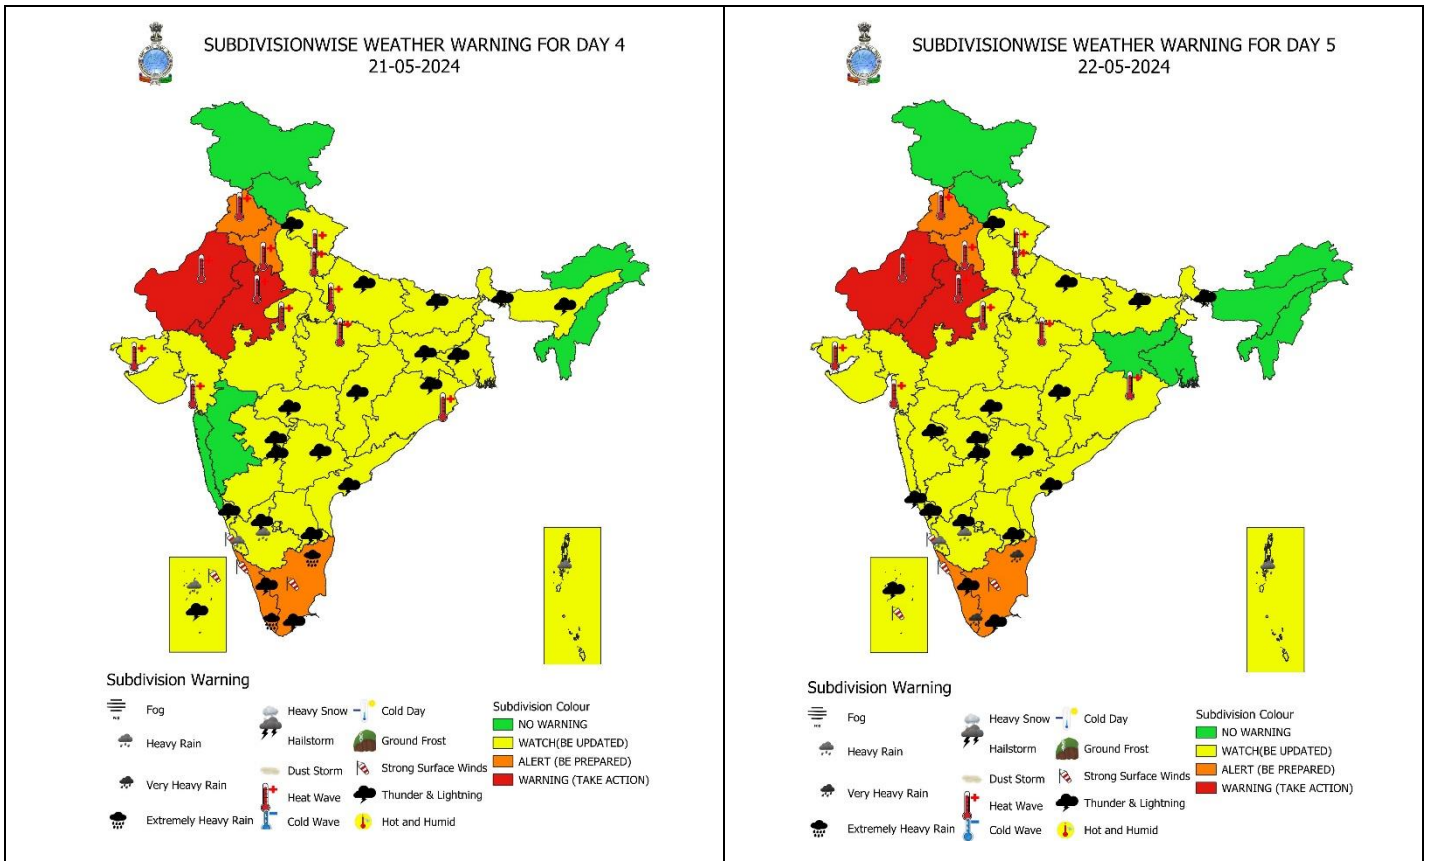 SUBDIVISIONWISE WEATHER WARNING FOR DAY 4
21-05-2024
Subdivision Warning
Fog
Heavy Rain
Very Heavy Rain
Extremely Heavy Rain
Heavy Snow
Hailstorm
Dust Storm
Heat Wave
Cold Wave
Cold Day
Ground Frost
Strong Surface Winds
Thunder & Lightning
Hot and Humid
Subdivision Colour
NO WARNING
WATCH(BE UPDATED)
ALERT (BE PREPARED)
WARNING (TAKE ACTION)
SUBDIVISIONWISE WEATHER WARNING FOR DAY 5
22-05-2024
Subdivision Warning
Fog
Heavy Rain
Very Heavy Rain
Extremely Heavy Rain
Heavy Snow
Hailstorm
Dust Storm
Heat Wave
Cold Wave
Cold Day
Ground Frost
Strong Surface Winds
Thunder & Lightning
Hot and Humid
Subdivision Colour
NO WARNING
WATCH(BE UPDATED)
ALERT (BE PREPARED)
WARNING (TAKE ACTION)